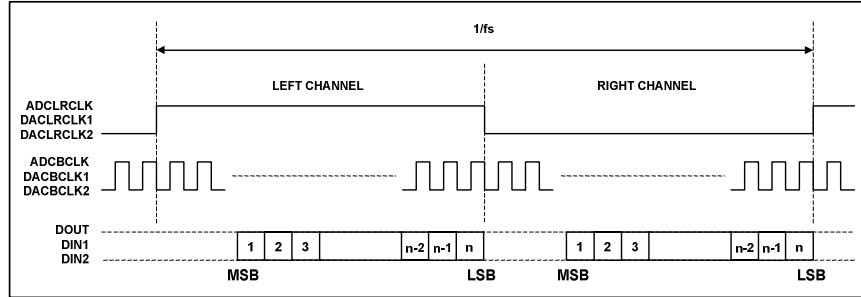 1/fs
LEFT CHANNEL
RIGHT CHANNEL
ADCLRCLK
DACLRCLK1
DACLRCLK2
ADCBCLK
DACBCLK1
DACBCLK2
DOUT
DIN1
DIN2
1 2 3 n-2 n-1 n 1 2 3 n-2 n-1 n
MSB LSB MSB LSB